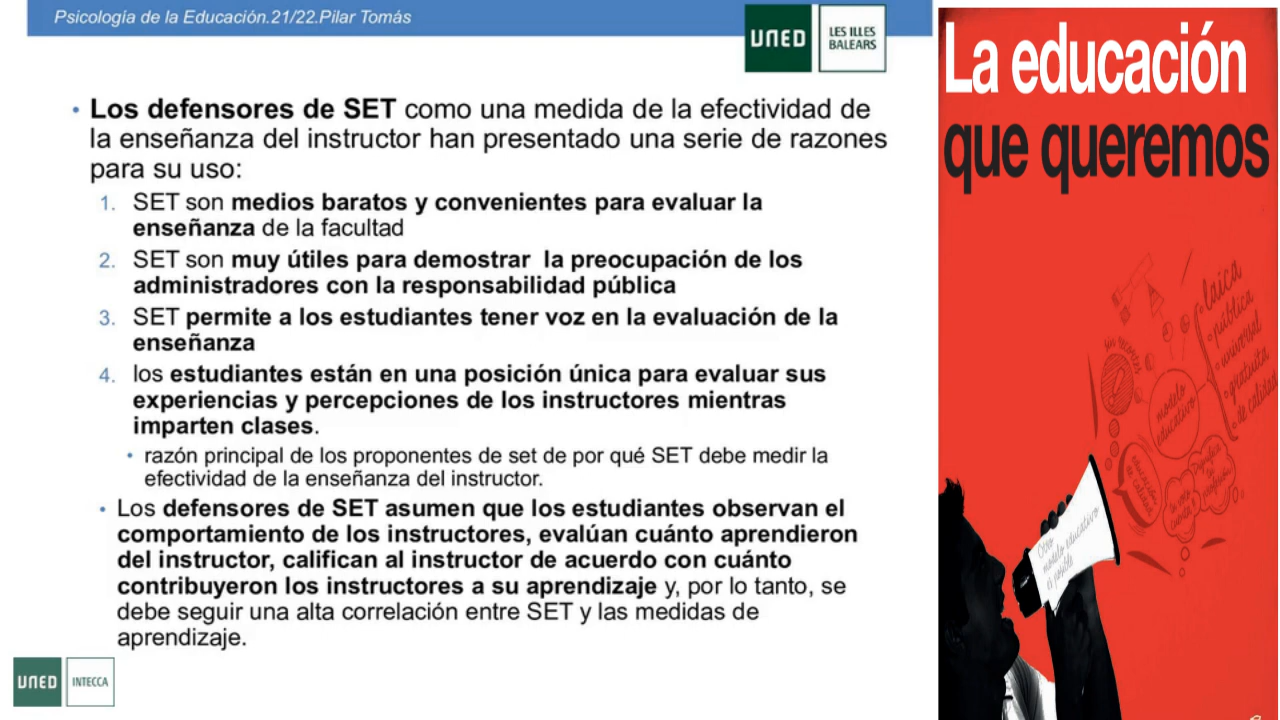 Psicología de la Educación.21/22.Pilar Tomás
UNED
LES ILLES
BALEARS
• Los defensores de SET como una medida de la efectividad de
la enseñanza del instructor han presentado una serie de razones
para su uso:
1. SET son medios baratos y convenientes para evaluar la
enseñanza de la facultad
2. SET son muy útiles para demostrar la preocupación de los
administradores con la responsabilidad pública
3. SET permite a los estudiantes tener voz en la evaluación de la
enseñanza
4. los estudiantes están en una posición única para evaluar sus
experiencias y percepciones de los instructores mientras
imparten clases.
• razón principal de los proponentes de set de por qué SET debe medir la
efectividad de la enseñanza del instructor.
• Los defensores de SET asumen que los estudiantes observan el
comportamiento de los instructores, evalúan cuánto aprendieron
del instructor, califican al instructor de acuerdo con cuánto
contribuyeron los instructores a su aprendizaje y, por lo tanto, se
debe seguir una alta correlación entre SET y las medidas de
aprendizaje.
UNED
INTECCA
La educación
que queremos
laica
pública
universal
gratuita
de calidad
sin recortes
modelo
educativo
Otro
modelo educativo
es posible